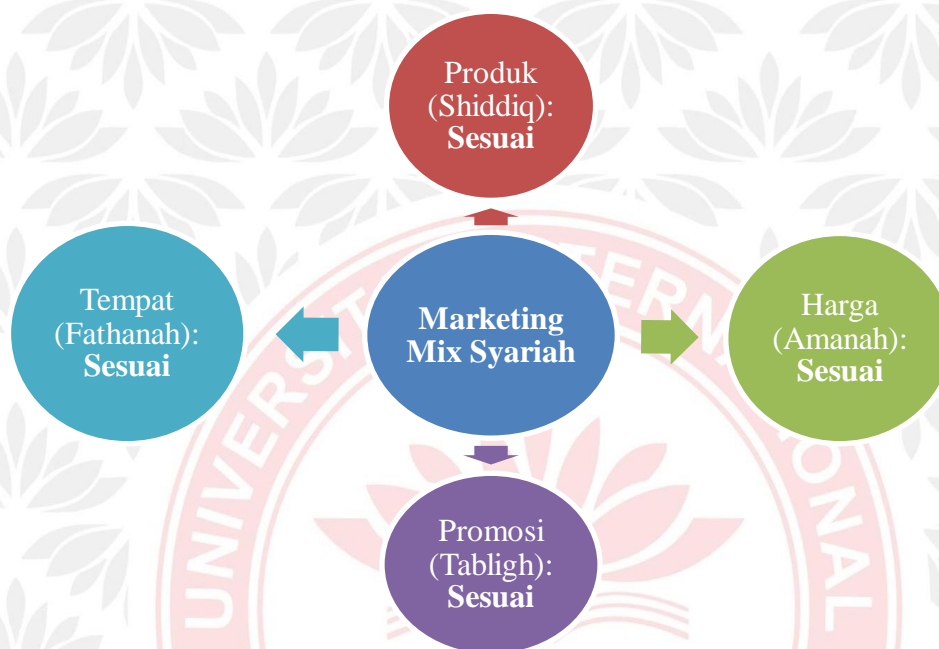 Produk
(Shiddiq):
Sesuai
Tempat
(Fathanah):
Sesuai
Marketing
Mix Syariah
Harga
(Amanah):
Sesuai
Promosi
(Tabligh):
Sesuai